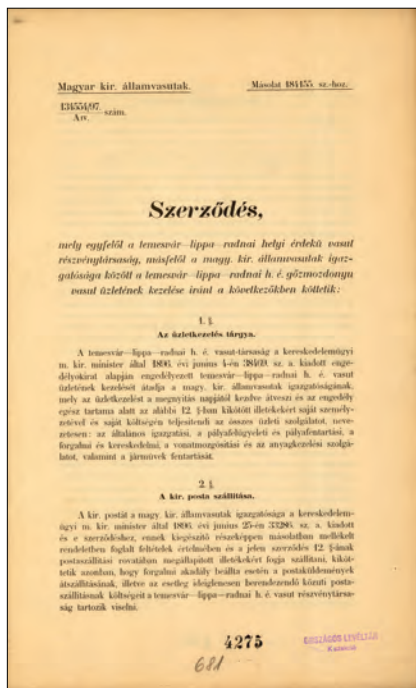 Magyar kir. államvasutak.
Másolat 184455. sz.-hoz.
134554/97.
szám.
Szerződés,
mely egyfelől a temesvár—lippa—radnai helyi érdekű vasut
részvénytársaság, másfelől a magy. kir. államvasutak igaz-
gatósága között a temesvár—lippa—radnai h. é. gőzmozdonyu
vasut üzletének kezelése iránt a következőkben köttetik:
1. §.
Az üzletkezelés tárgya.
A temesvár—lippa—radnai h. é. vasut-társaság a kereskedelemügyi
m. kir. minister által 1896. évi junius 4-én 38469. sz. a. kiadott enge-
délyokirat alapján engedélyezett temesvár—lippa—radnai h. é. vasut
üzletének kezelését átadja a magy. kir. államvasutak igazgatóságának,
mely az üzletkezelést a megnyitás napjától kezdve átveszi és az engedély
egész tartama alatt az alábbi 12. §-ban kikötött illetékekért saját személy-
zetével és saját költségén teljesitendi az összes üzleti szolgálatot, neve-
zetesen: az általános igazgatási, a pályafelügyeleti és pályafentartási, a
forgalmi és kereskedelmi, a vonatmozgósitási és az anyagkezelési szolgá-
latot, valamint a járművek fentartását.
2. §.
A kir. posta szállitása.
A kir. postát a magy. kir. államvasutak igazgatósága a kereskedelem-
ügyi m. kir. minister által 1896. évi junius 25-én 33286. sz. a. kiadott
és e szerződéshez, ennek kiegészitő részeképpen másolatban mellékelt
rendeletben foglalt feltételek értelmében és a jelen szerződés 12. §-ának
postaszállitási rovatában megállapitott illetékekért fogja szállitani, kiköt-
tetik azonban, hogy forgalmi akadály beállta esetén a postaküldemények
átszállitásának, illetve az esetleg ideiglenesen berendezendő közuti posta-
szállitásnak költségeit a temesvár—lippa—radnai h. é. vasut részvénytársa-
ság tartozik viselni.
4275
ORSZÁGOS LEVÉLTÁR
681